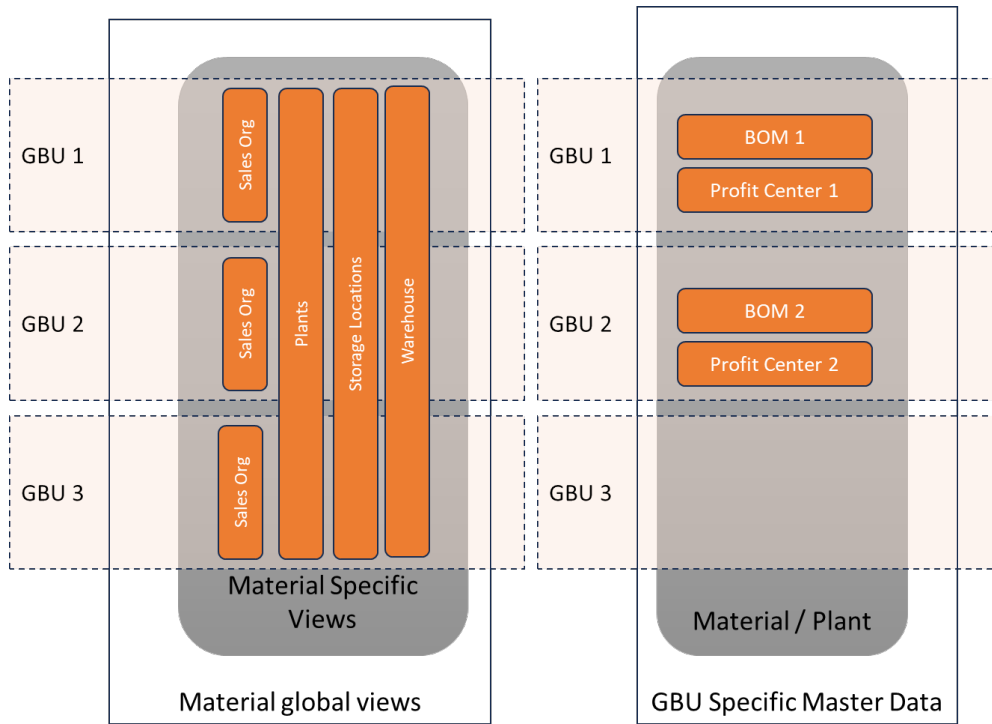 GBU 1
Sales Org
GBU 2
Sales Org
GBU 3
Sales Org
Plants
Storage Locations
Warehouse
Material Specific
Views
Material global views
GBU 1
BOM 1
Profit Center 1
GBU 2
BOM 2
Profit Center 2
GBU 3
Material / Plant
GBU Specific Master Data